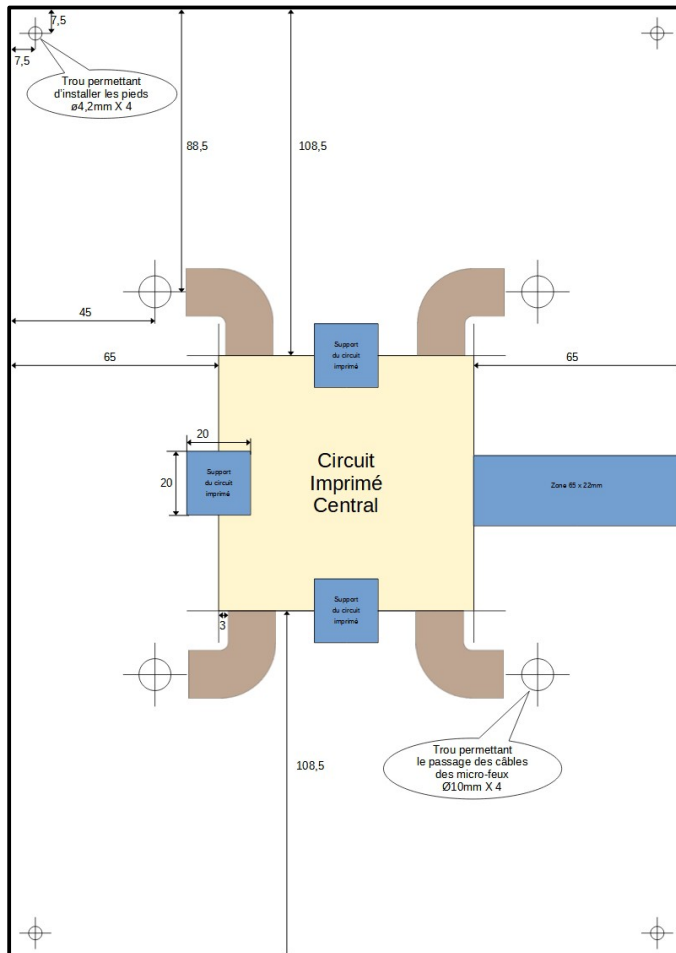 7,5
7,5
Trou permettant
d'installer les pieds
ø4,2mm X 4
88,5
108,5
45
65
65
Support
du circuit
imprimé
20
20
Support
du circuit
imprimé
Circuit
Imprimé
Central
Zone 65 x 22mm
Support
du circuit
imprimé
3
108,5
Trou permettant
le passage des câbles
des micro-feux
Ø10mm X 4